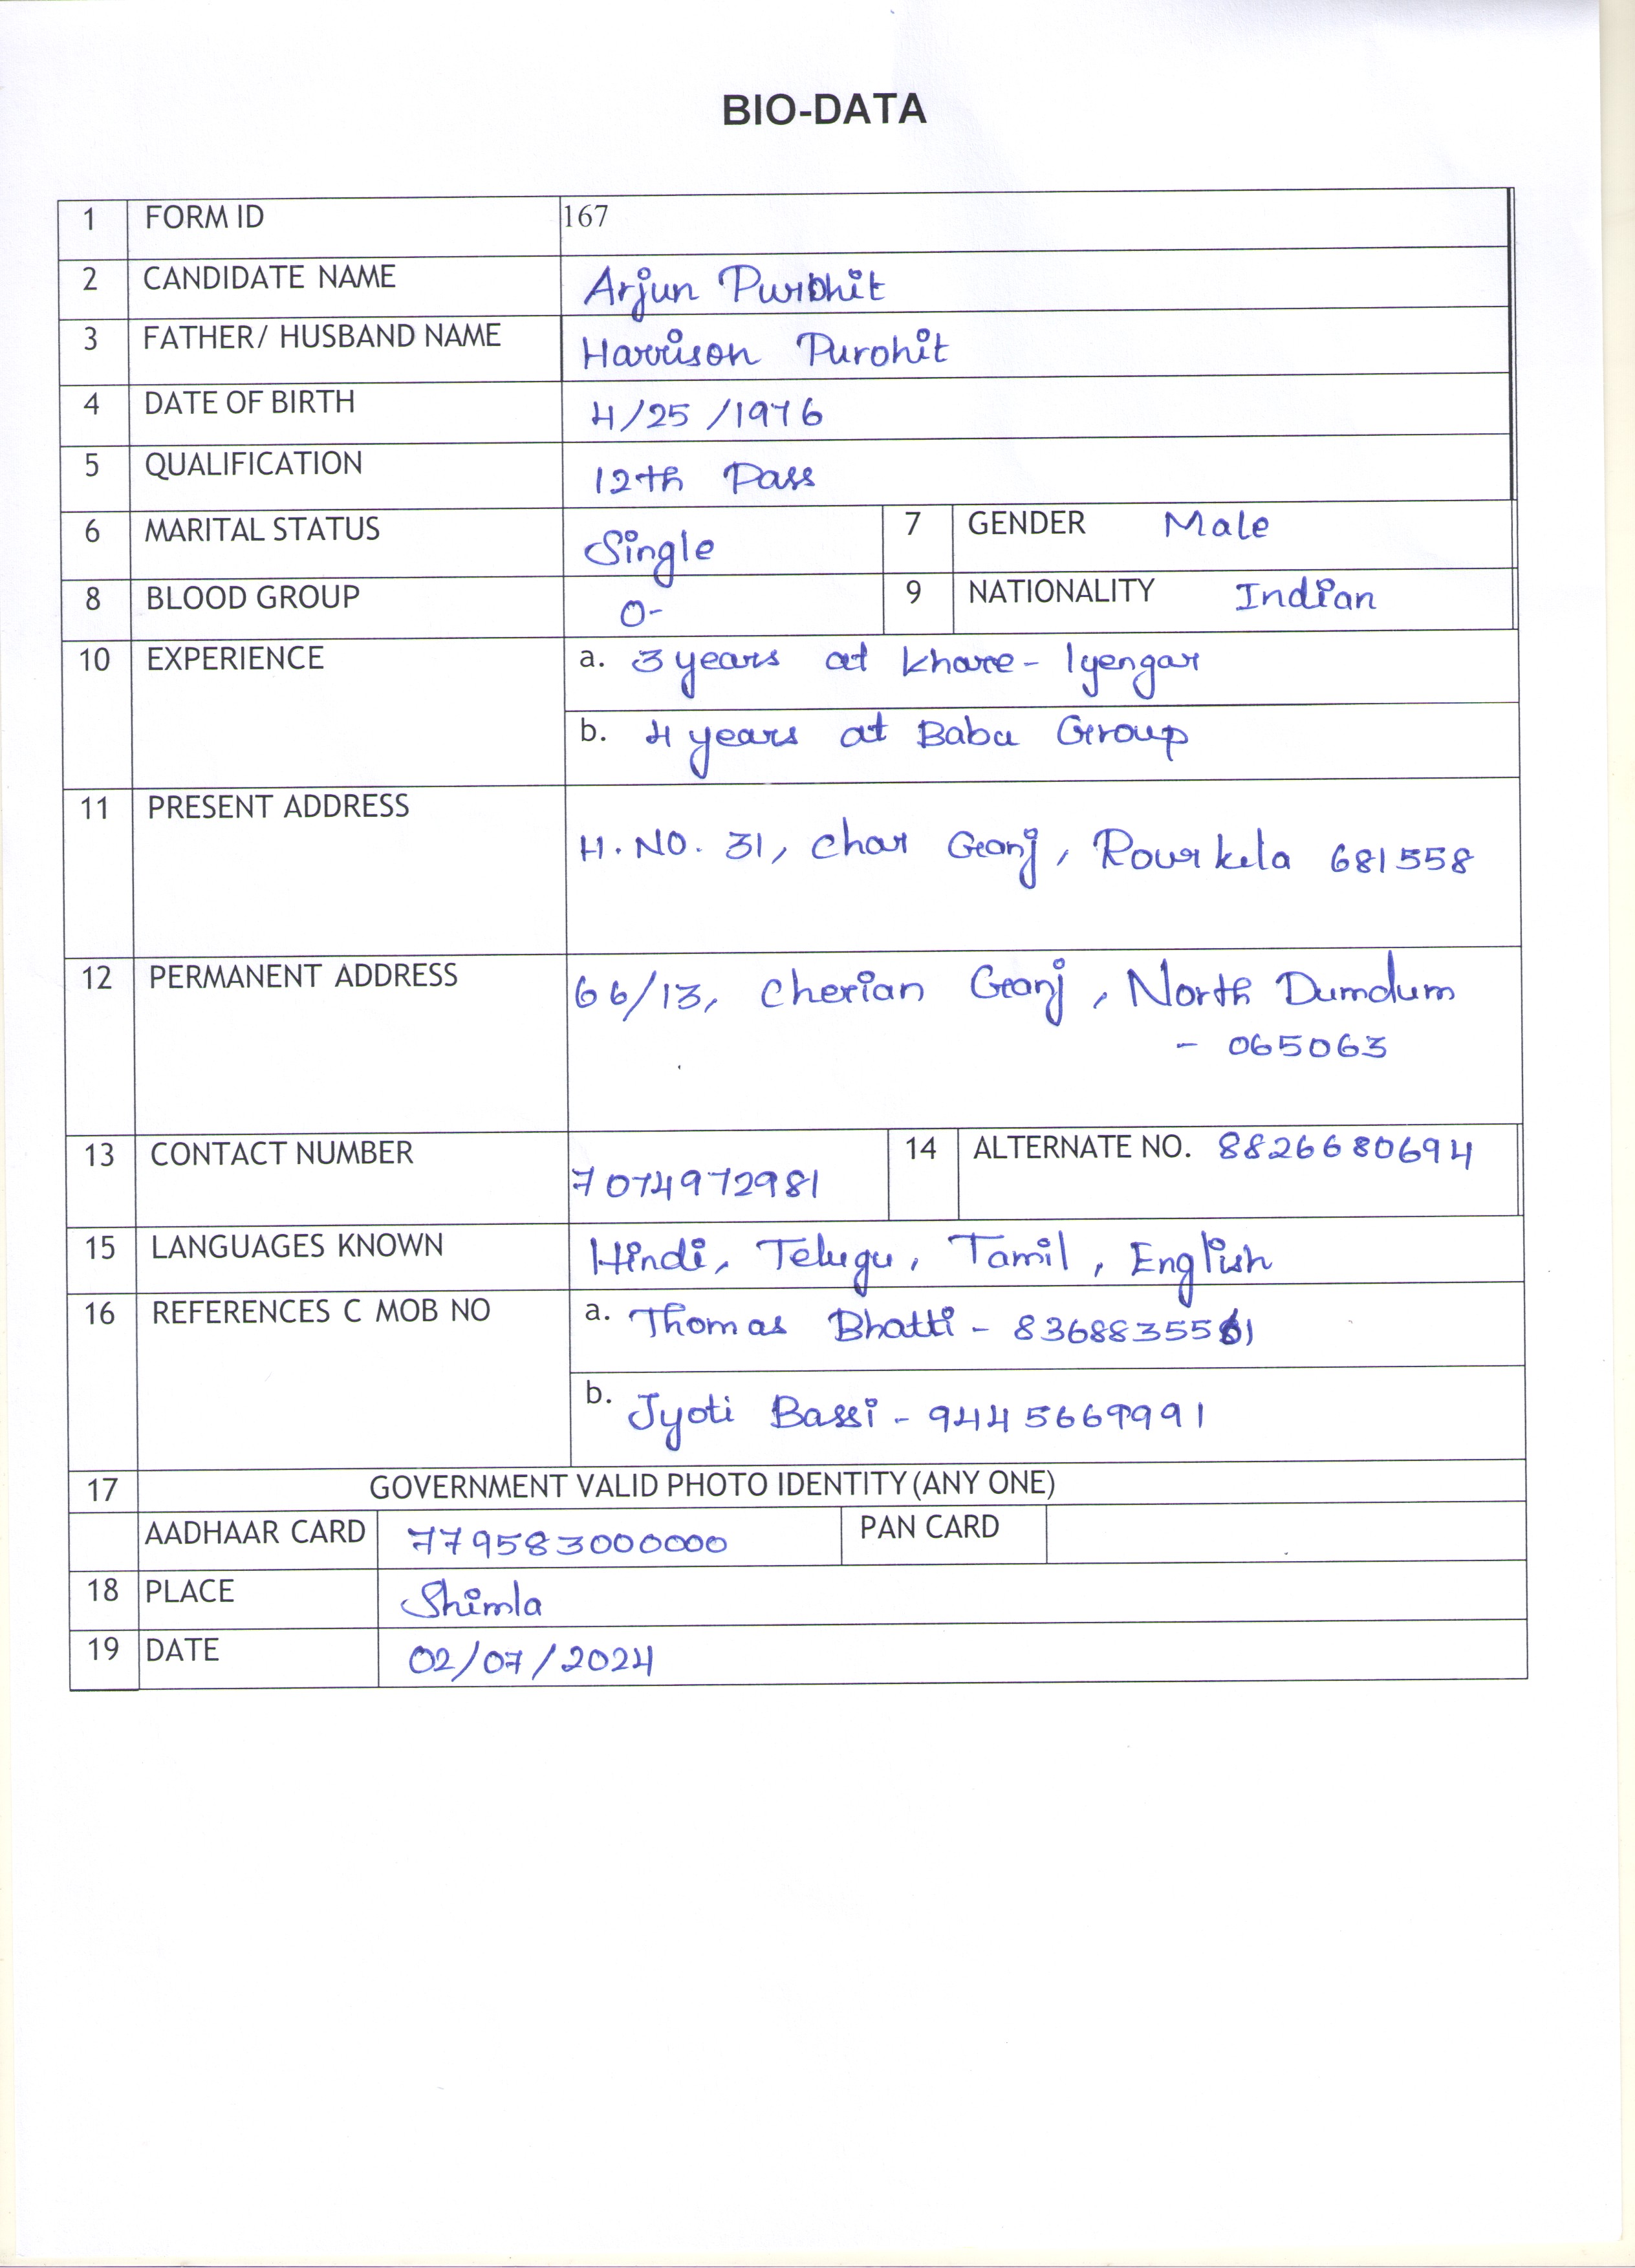 BIO-DATA
1 FORM ID 167
2 CANDIDATE NAME Arjun Purohit
3 FATHER/ HUSBAND NAME Harrison Purohit
4 DATE OF BIRTH 4/25/1976
5 QUALIFICATION 12th Pass
6 MARITAL STATUS Single 7 GENDER Male
8 BLOOD GROUP O- 9 NATIONALITY Indian
10 EXPERIENCE a. 3 years at Khare-Iyengar
b. 4 years at Babu Group
11 PRESENT ADDRESS H.NO. 31, Char Ganj, Rourkela 681558
12 PERMANENT ADDRESS 66/13, Cherian Ganj, North Dumdum
- 065063
13 CONTACT NUMBER 7074972981 14 ALTERNATE NO. 8826680694
15 LANGUAGES KNOWN Hindi, Telugu, Tamil, English
16 REFERENCES C MOB NO a. Thomas Bhatti - 8368835561
b. Jyoti Bassi - 9445669991
17 GOVERNMENT VALID PHOTO IDENTITY (ANY ONE)
AADHAAR CARD 779583000000 PAN CARD
18 PLACE Shimla
19 DATE 02/07/2024